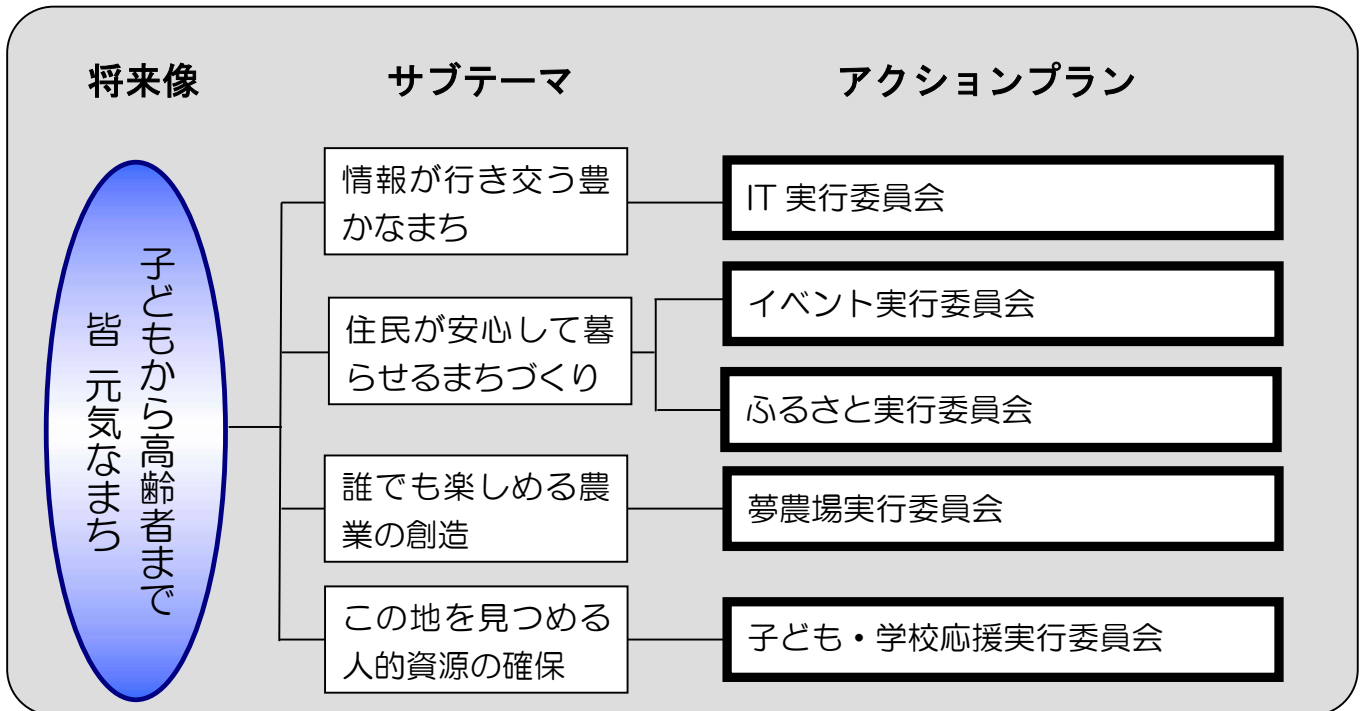 将来像
サブテーマ
アクションプラン
子どもから高齢者まで
皆 元気なまち
情報が行き交う豊
かなまち
IT 実行委員会
住民が安心して暮
らせるまちづくり
イベント実行委員会
ふるさと実行委員会
誰でも楽しめる農
業の創造
夢農場実行委員会
この地を見つめる
人的資源の確保
子ども・学校応援実行委員会